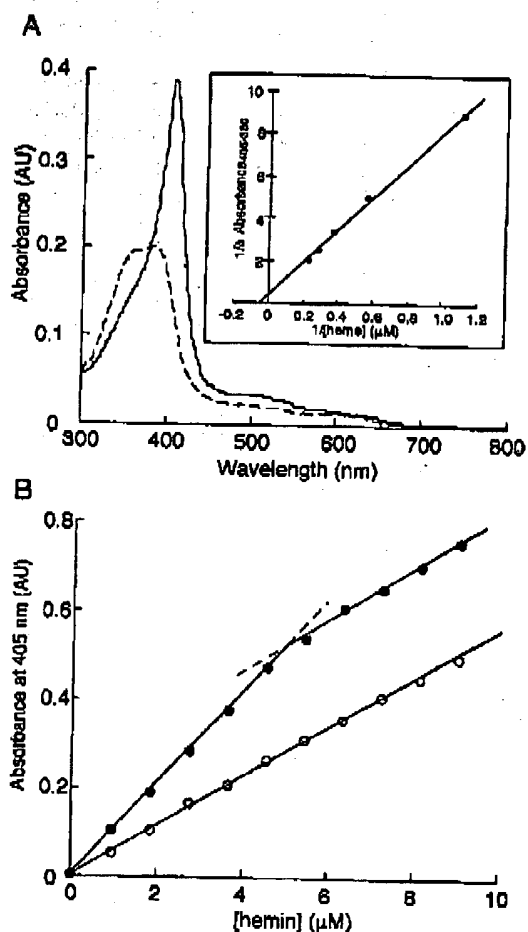 A
0.4
0.3
0.2
0.1
0
Absorbance (AU)
300 400 500 600 700 800
Wavelength (nm)
10
8
6
4
1/Δ Absorbance
-0.2 0 0.2 0.4 0.6 0.8 1.0 1.2
1/[heme] (μM)
B
0.8
0.6
0.4
0.2
0
Absorbance at 405 nm (AU)
0 2 4 6 8 10
[hemin] (μM)